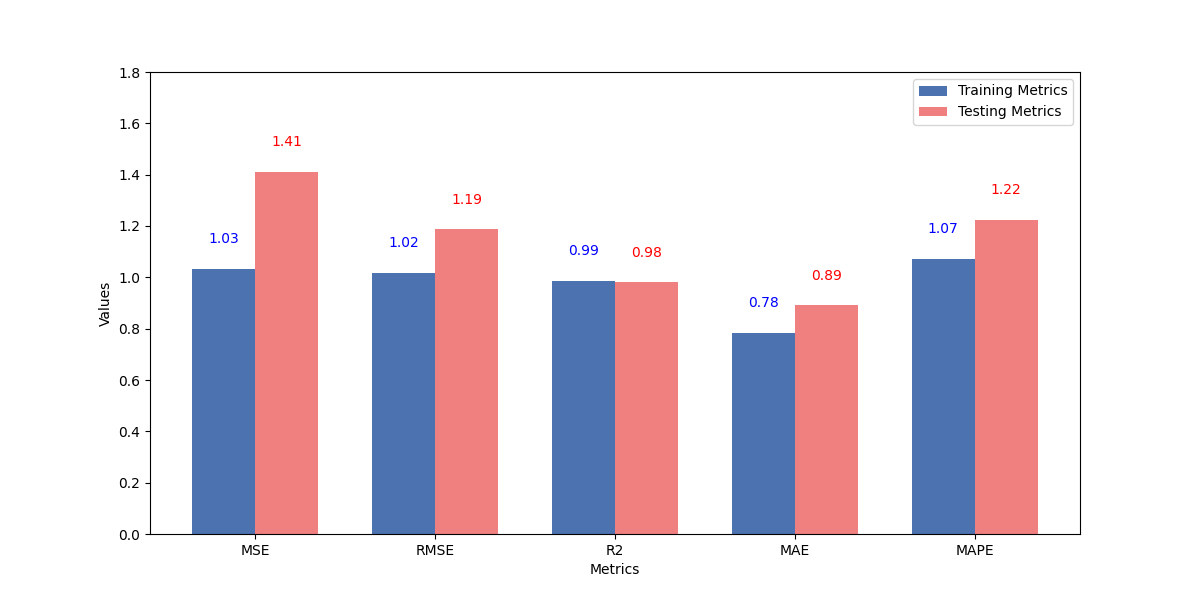 1.8
1.6
1.4
1.2
1.0
0.8
0.6
0.4
0.2
0.0
Values
Training Metrics
Testing Metrics
1.03
1.41
1.02
1.19
0.99
0.98
0.78
0.89
1.07
1.22
MSE
RMSE
R2
MAE
MAPE
Metrics